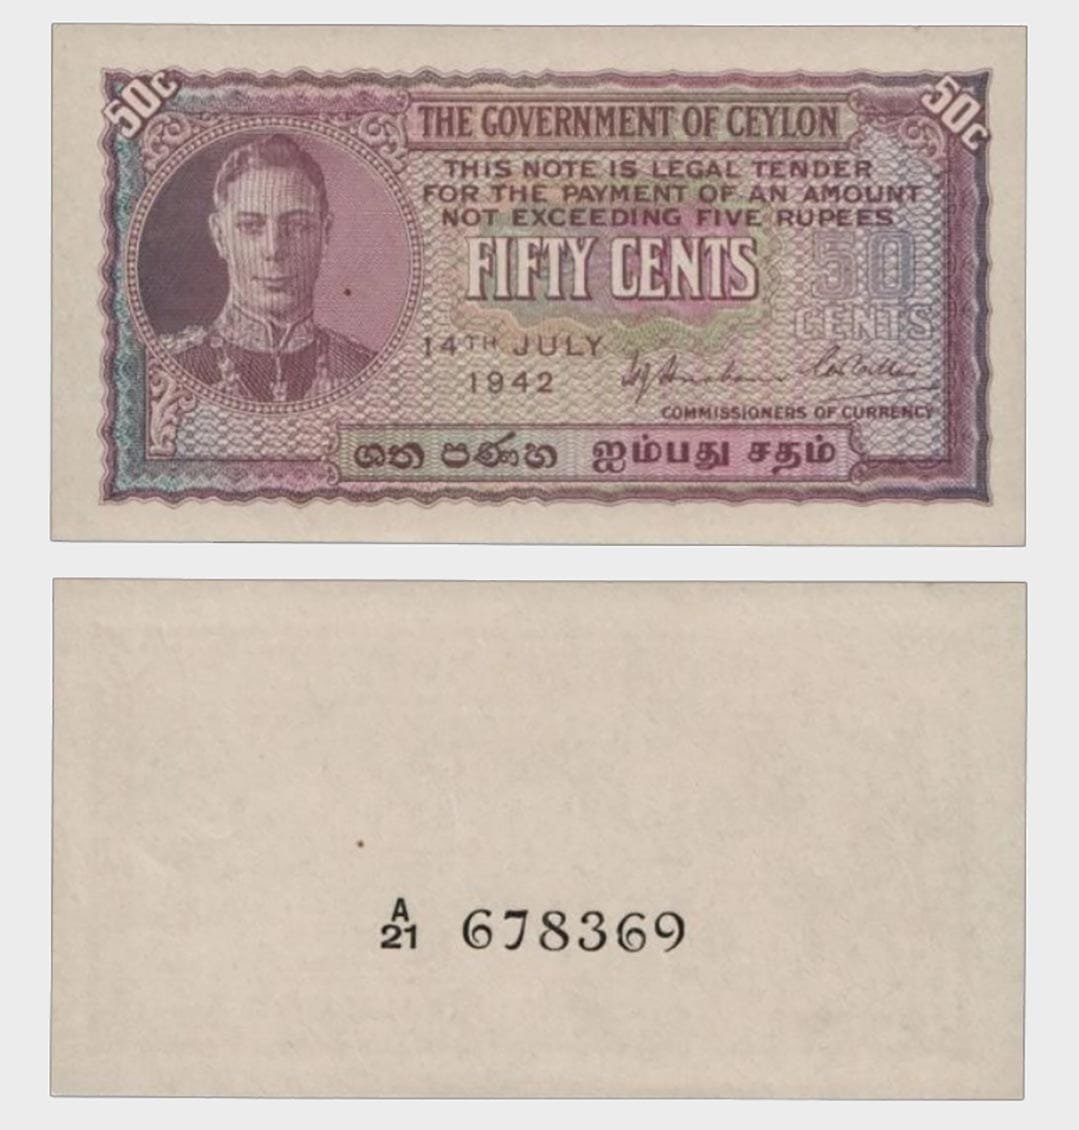 50c
50c
THE GOVERNMENT OF CEYLON
THIS NOTE IS LEGAL TENDER
FOR THE PAYMENT OF AN AMOUNT
NOT EXCEEDING FIVE RUPEES
FIFTY CENTS
50
CENTS
14TH JULY
1942
COMMISSIONERS OF CURRENCY
ශත පණහ ஐம்பது சதம்
A
21 678369